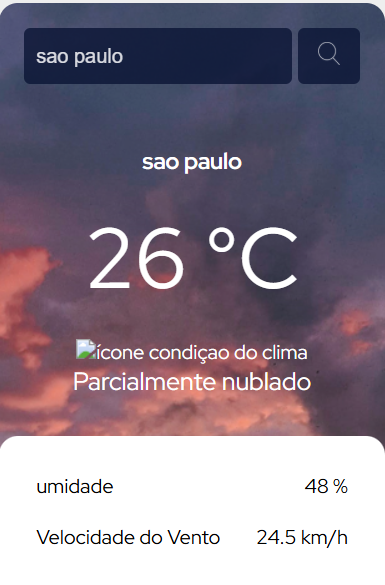 sao paulo
sao paulo
26 °C
ícone condiçao do clima
Parcialmente nublado
umidade 48 %
Velocidade do Vento 24.5 km/h